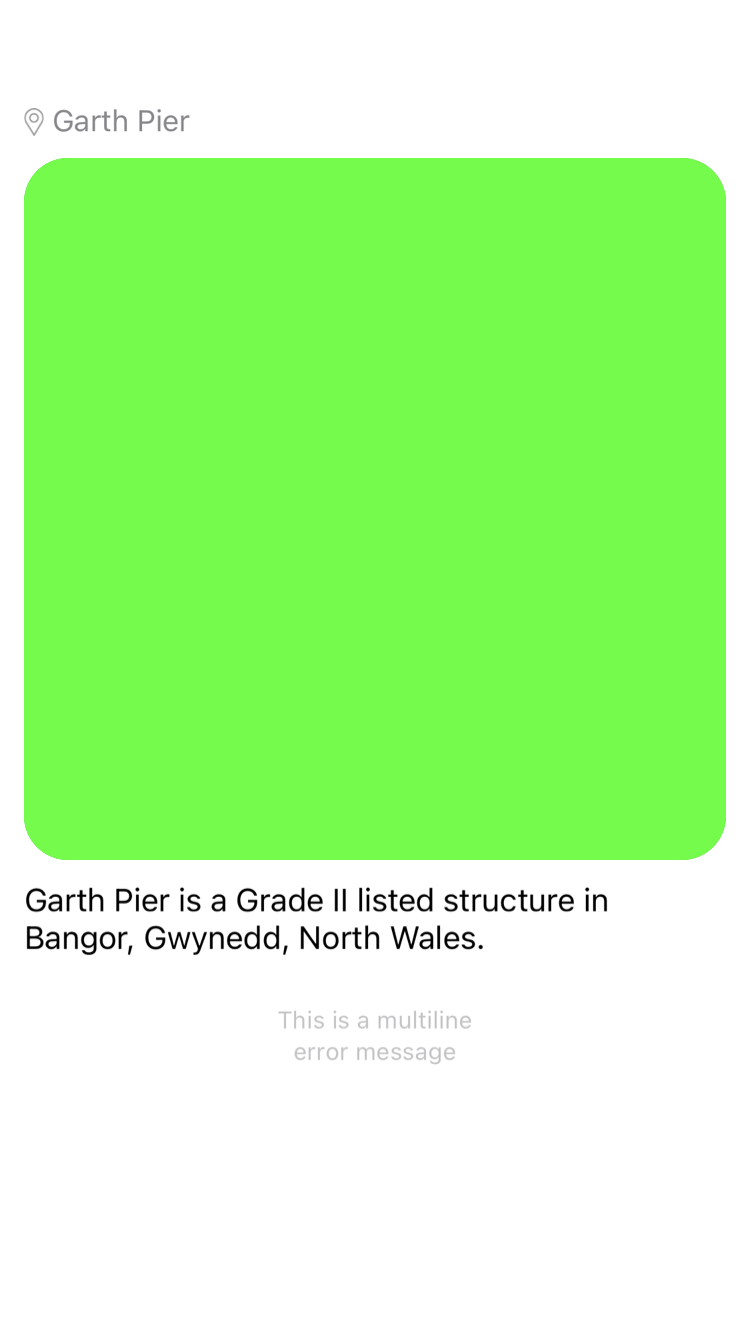 Garth Pier
Garth Pier is a Grade II listed structure in
Bangor, Gwynedd, North Wales.
This is a multiline
error message